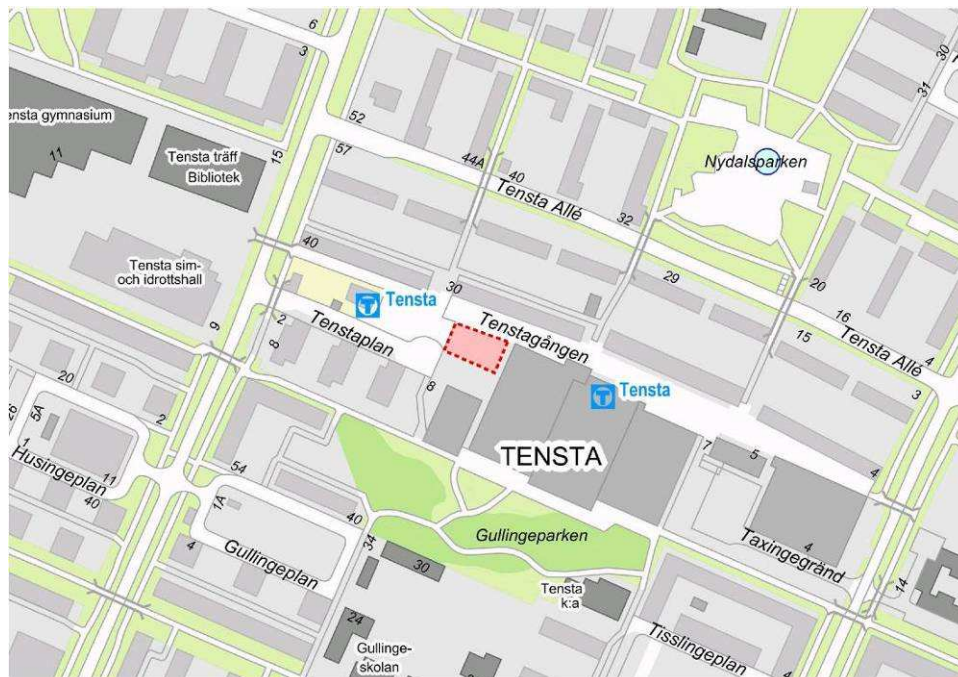 6
3
30
31
52
ensta gymnasium
11
Tensta träff
Bibliotek
15
57
44A
40
Nydalsparken
Tensta Allé
32
40
Tensta sim-
och idrottshall
30
29
20
Tensta
Tenstagången
16
2
Tenstaplan
9
8
15
Tensta Allé
4
20
8
Tensta
3
26
5A
2
TENSTA
7
5
4
1
Husingeplan
11
54
40
1A
40
Gullingeparken
Taxingegränd
4
4
Gullingeplan
34
30
Tensta
k:a
14
24
Tisslingeplan
Gullinge-
skolan
4